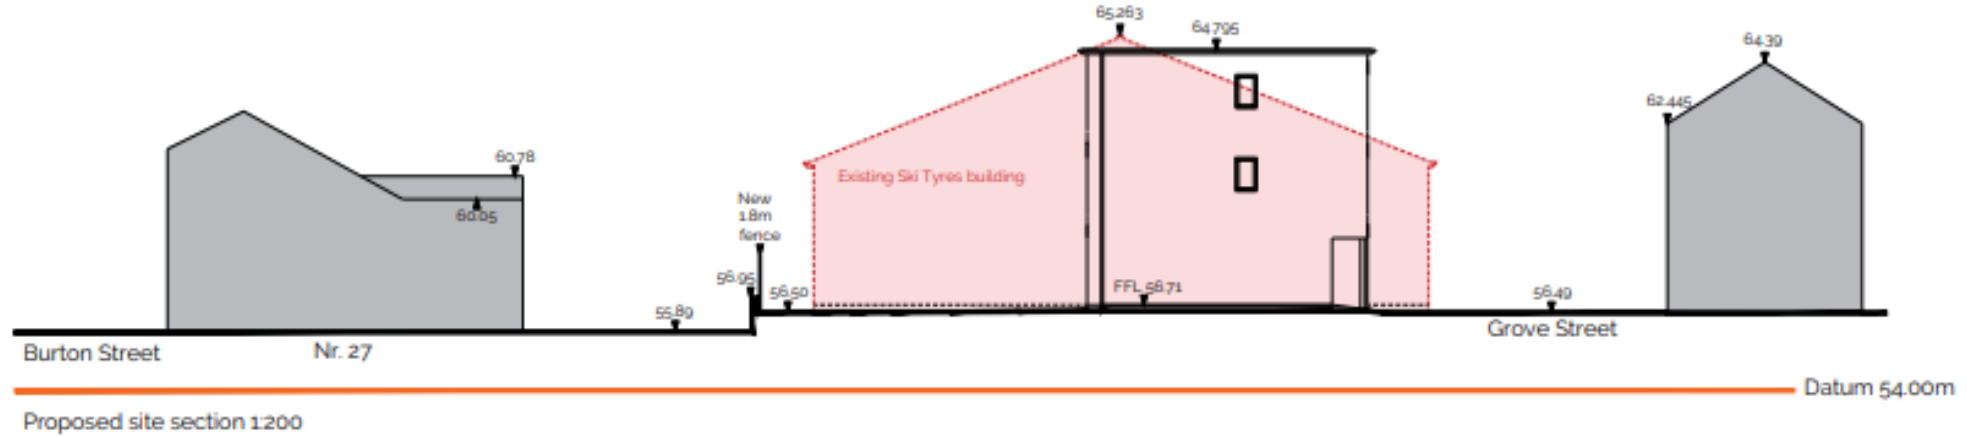 65.263
64.795
64.39
62.445
60.78
Existing Ski Tyres building
60.05
New
1.8m
fence
56.95
56.50
FFL 56.71
56.49
55.89
Grove Street
Burton Street
Nr. 27
Datum 54.00m
Proposed site section 1:200